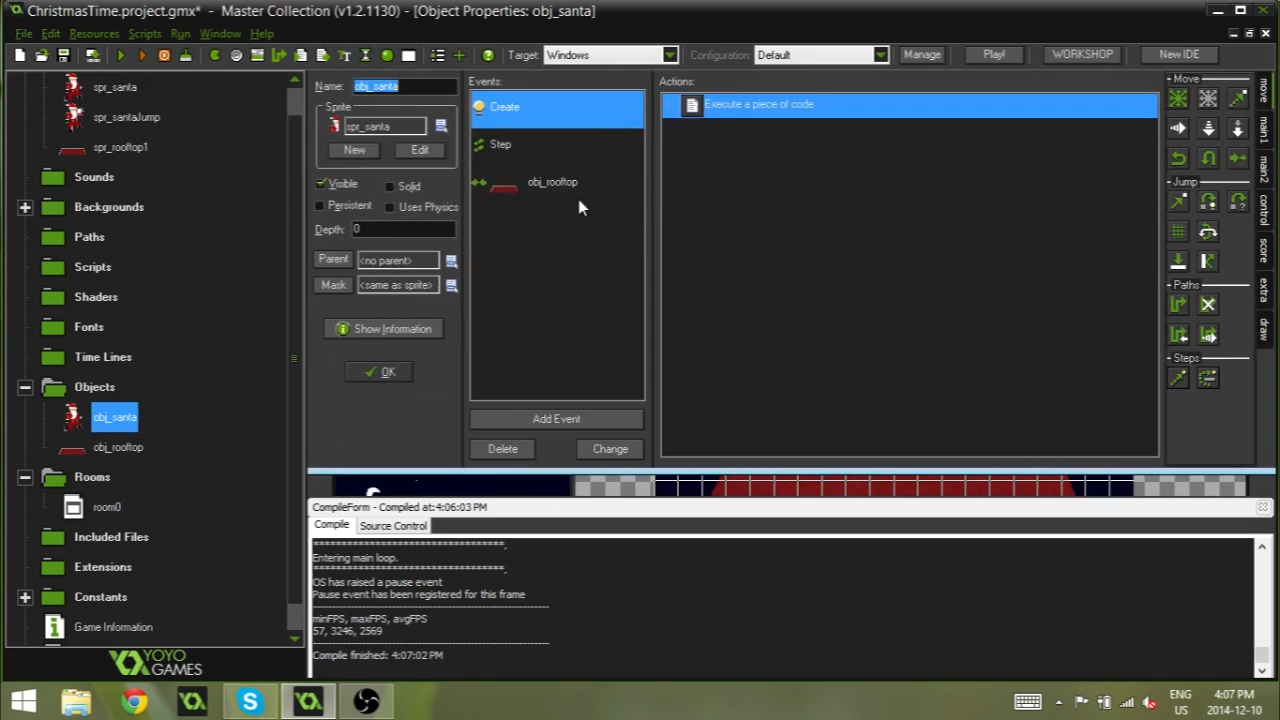 ChristmasTime.project.gmx* - Master Collection (v1.2.1130) - [Object Properties: obj_santa]
File Edit Resources Scripts Run Window Help
Target: Windows Configuration: Default Manage Play! WORKSHOP New IDE
spr_santa
spr_santaJump
spr_rooftop1
Sounds
Backgrounds
Paths
Scripts
Shaders
Fonts
Time Lines
Objects
obj_santa
obj_rooftop
Rooms
room0
Included Files
Extensions
Constants
Game Information
YOYO
GAMES
Name: obj_santa
Sprite
spr_santa
New Edit
Visible Solid
Persistent Uses Physics
Depth: 0
Parent <no parent>
Mask <same as sprite>
Show Information
OK
Events:
Create
Step
obj_rooftop
Add Event
Delete Change
Actions:
Execute a piece of code
Move
Jump
Paths
Steps
move
main1
main2
control
score
extra
draw
CompileForm - Compiled at:4:06:03 PM
Compile Source Control
***********************************.
Entering main loop.
***********************************.
OS has raised a pause event
Pause event has been registered for this frame
minFPS, maxFPS, avgFPS
57, 3246, 2569
Compile finished: 4:07:02 PM
ENG
US
4:07 PM
2014-12-10